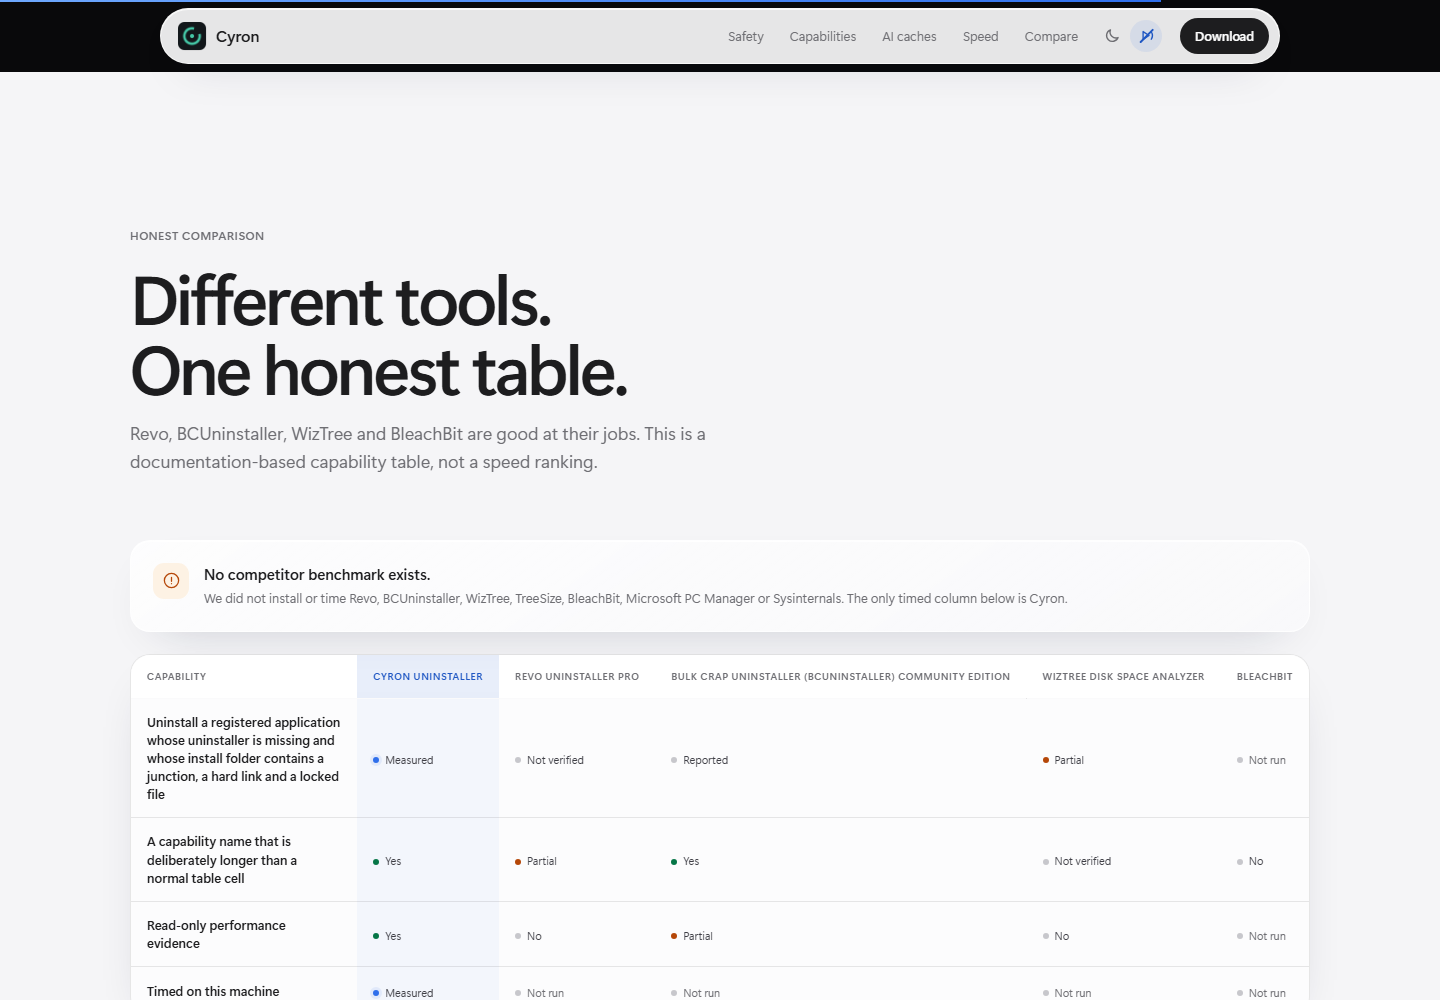 Cyron
Safety
Capabilities
AI caches
Speed
Compare
Download
HONEST COMPARISON
Different tools.
One honest table.
Revo, BCUninstaller, WizTree and BleachBit are good at their jobs. This is a
documentation-based capability table, not a speed ranking.
No competitor benchmark exists.
We did not install or time Revo, BCUninstaller, WizTree, TreeSize, BleachBit, Microsoft PC Manager or Sysinternals. The only timed column below is Cyron.
CAPABILITY
CYRON UNINSTALLER
REVO UNINSTALLER PRO
BULK CRAP UNINSTALLER (BCUNINSTALLER) COMMUNITY EDITION
WIZTREE DISK SPACE ANALYZER
BLEACHBIT
Uninstall a registered application
whose uninstaller is missing and
whose install folder contains a
junction, a hard link and a locked
file
Measured
Not verified
Reported
Partial
Not run
A capability name that is
deliberately longer than a
normal table cell
Yes
Partial
Yes
Not verified
No
Read-only performance
evidence
Yes
No
Partial
No
Not run
Timed on this machine
Measured
Not run
Not run
Not run
Not run